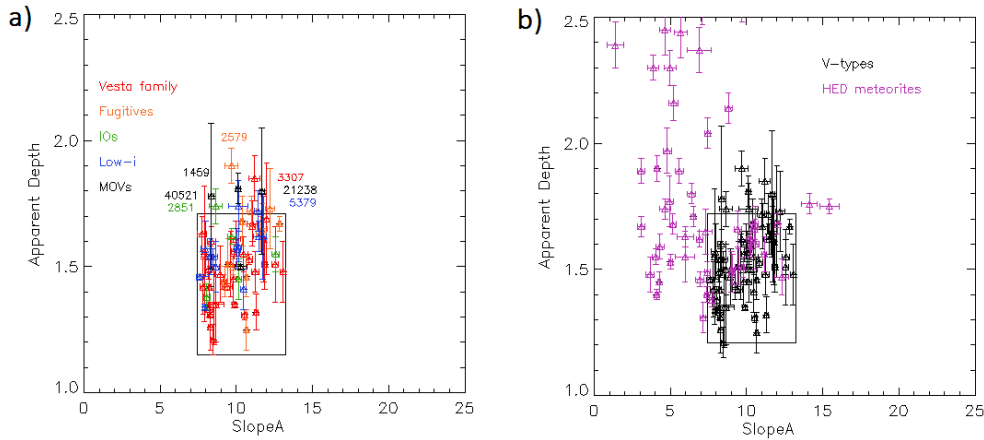 a)
2.5
2.0
1.5
1.0
Apparent Depth
Vesta family
Fugitives
IOs
Low-i
MOVs
2579
1459
40521
2851
3307
21238
5379
0 5 10 15 20 25
SlopeA
b)
2.5
2.0
1.5
1.0
Apparent Depth
V-types
HED meteorites
0 5 10 15 20 25
SlopeA